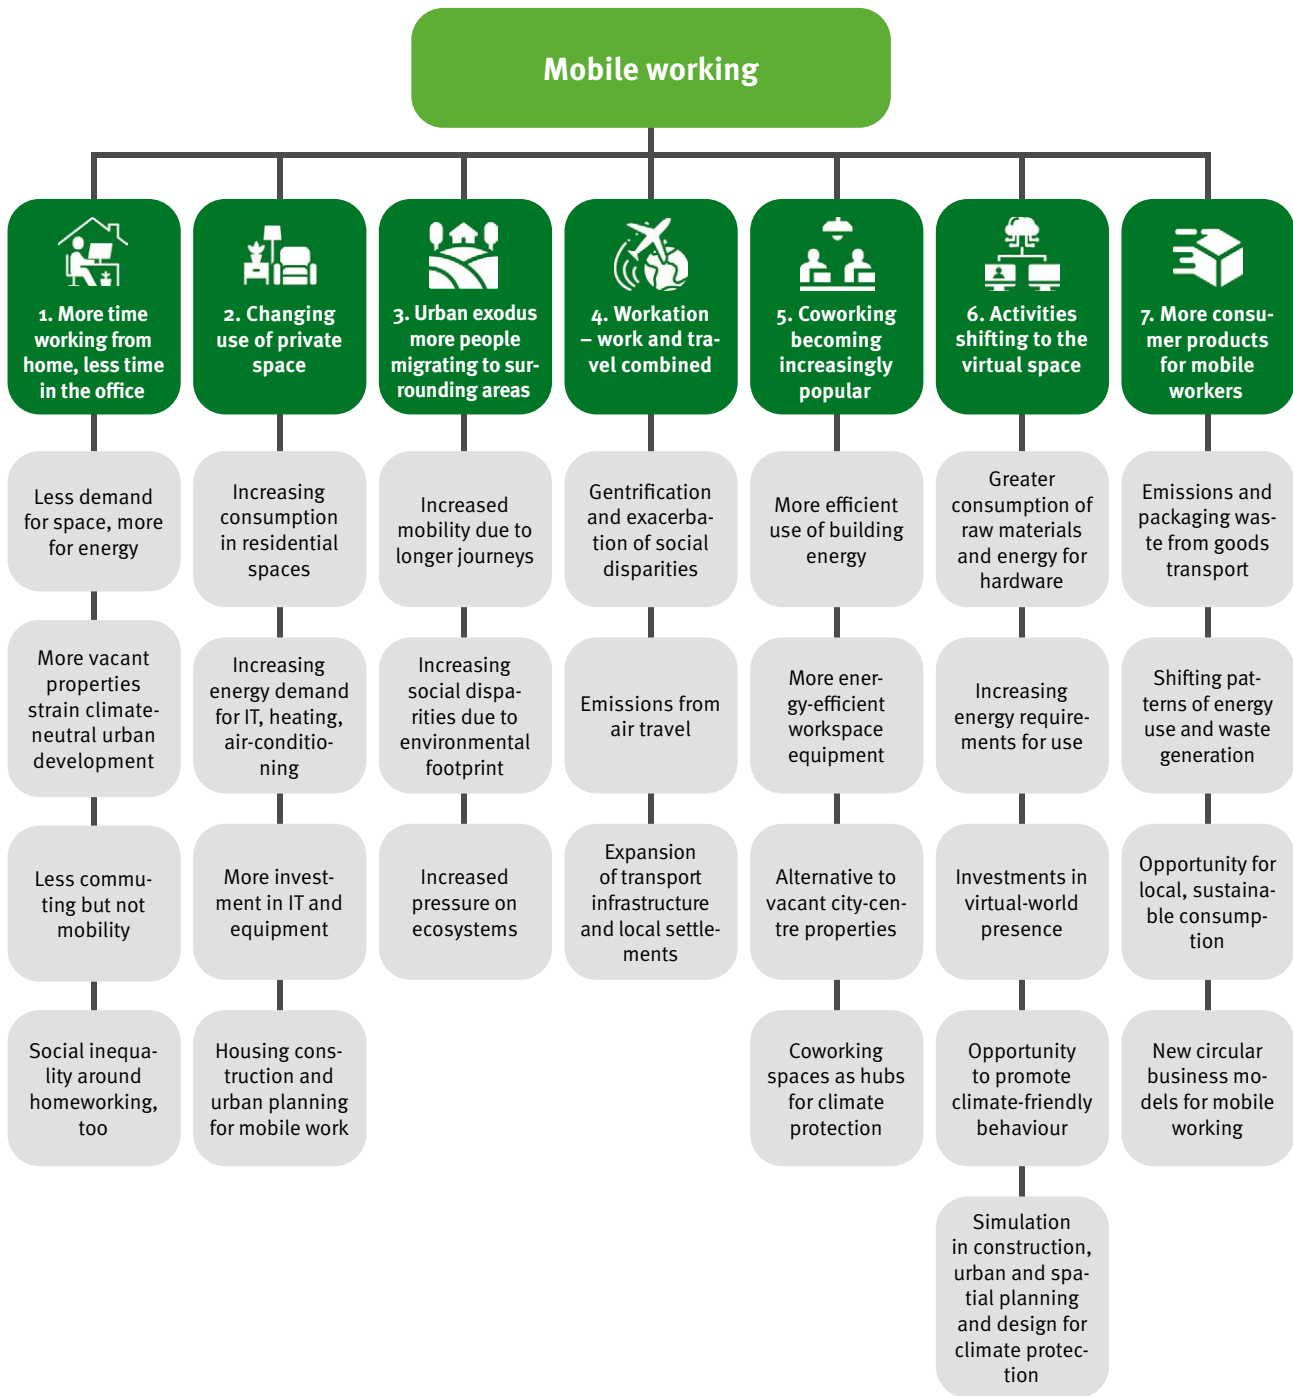 Mobile working
1. More time
working from
home, less time
in the office
Less demand
for space, more
for energy
More vacant
properties
strain climate-
neutral urban
development
Less commu-
ting but not
mobility
Social inequa-
lity around
homeworking,
too
2. Changing
use of private
space
Increasing
consumption
in residential
spaces
Increasing
energy demand
for IT, heating,
air-conditio-
ning
More invest-
ment in IT and
equipment
Housing cons-
truction and
urban planning
for mobile work
3. Urban exodus
more people
migrating to sur-
rounding areas
Increased
mobility due to
longer journeys
Increasing
social dispa-
rities due to
environmental
footprint
Increased
pressure on
ecosystems
4. Workation
– work and tra-
vel combined
Gentrification
and exacerba-
tion of social
disparities
Emissions from
air travel
Expansion
of transport
infrastructure
and local settle-
ments
5. Coworking
becoming
increasingly
popular
More efficient
use of building
energy
More ener-
gy-efficient
workspace
equipment
Alternative to
vacant city-cen-
tre properties
Coworking
spaces as hubs
for climate
protection
6. Activities
shifting to the
virtual space
Greater
consumption of
raw materials
and energy for
hardware
Increasing
energy require-
ments for use
Investments in
virtual-world
presence
Opportunity
to promote
climate-friendly
behaviour
Simulation
in construction,
urban and spa-
tial planning
and design for
climate protec-
tion
7. More consu-
mer products
for mobile
workers
Emissions and
packaging was-
te from goods
transport
Shifting pat-
terns of energy
use and waste
generation
Opportunity for
local, sustaina-
ble consump-
tion
New circular
business mo-
dels for mobile
working